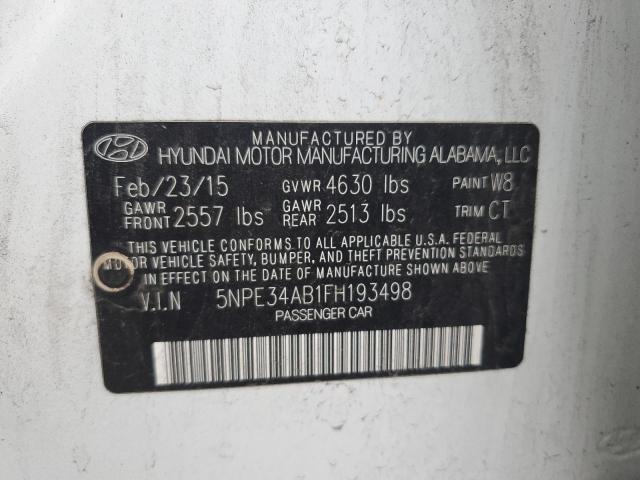 MANUFACTURED BY
HYUNDAI MOTOR MANUFACTURING ALABAMA, LLC
Feb/23/15 GVWR 4630 lbs PAINT W8
GAWR FRONT 2557 lbs GAWR REAR 2513 lbs TRIM CT
THIS VEHICLE CONFORMS TO ALL APPLICABLE U.S.A. FEDERAL
MOTOR VEHICLE SAFETY, BUMPER, AND THEFT PREVENTION STANDARDS
IN EFFECT ON THE DATE OF MANUFACTURE SHOWN ABOVE.
V.I.N 5NPE34AB1FH193498
PASSENGER CAR